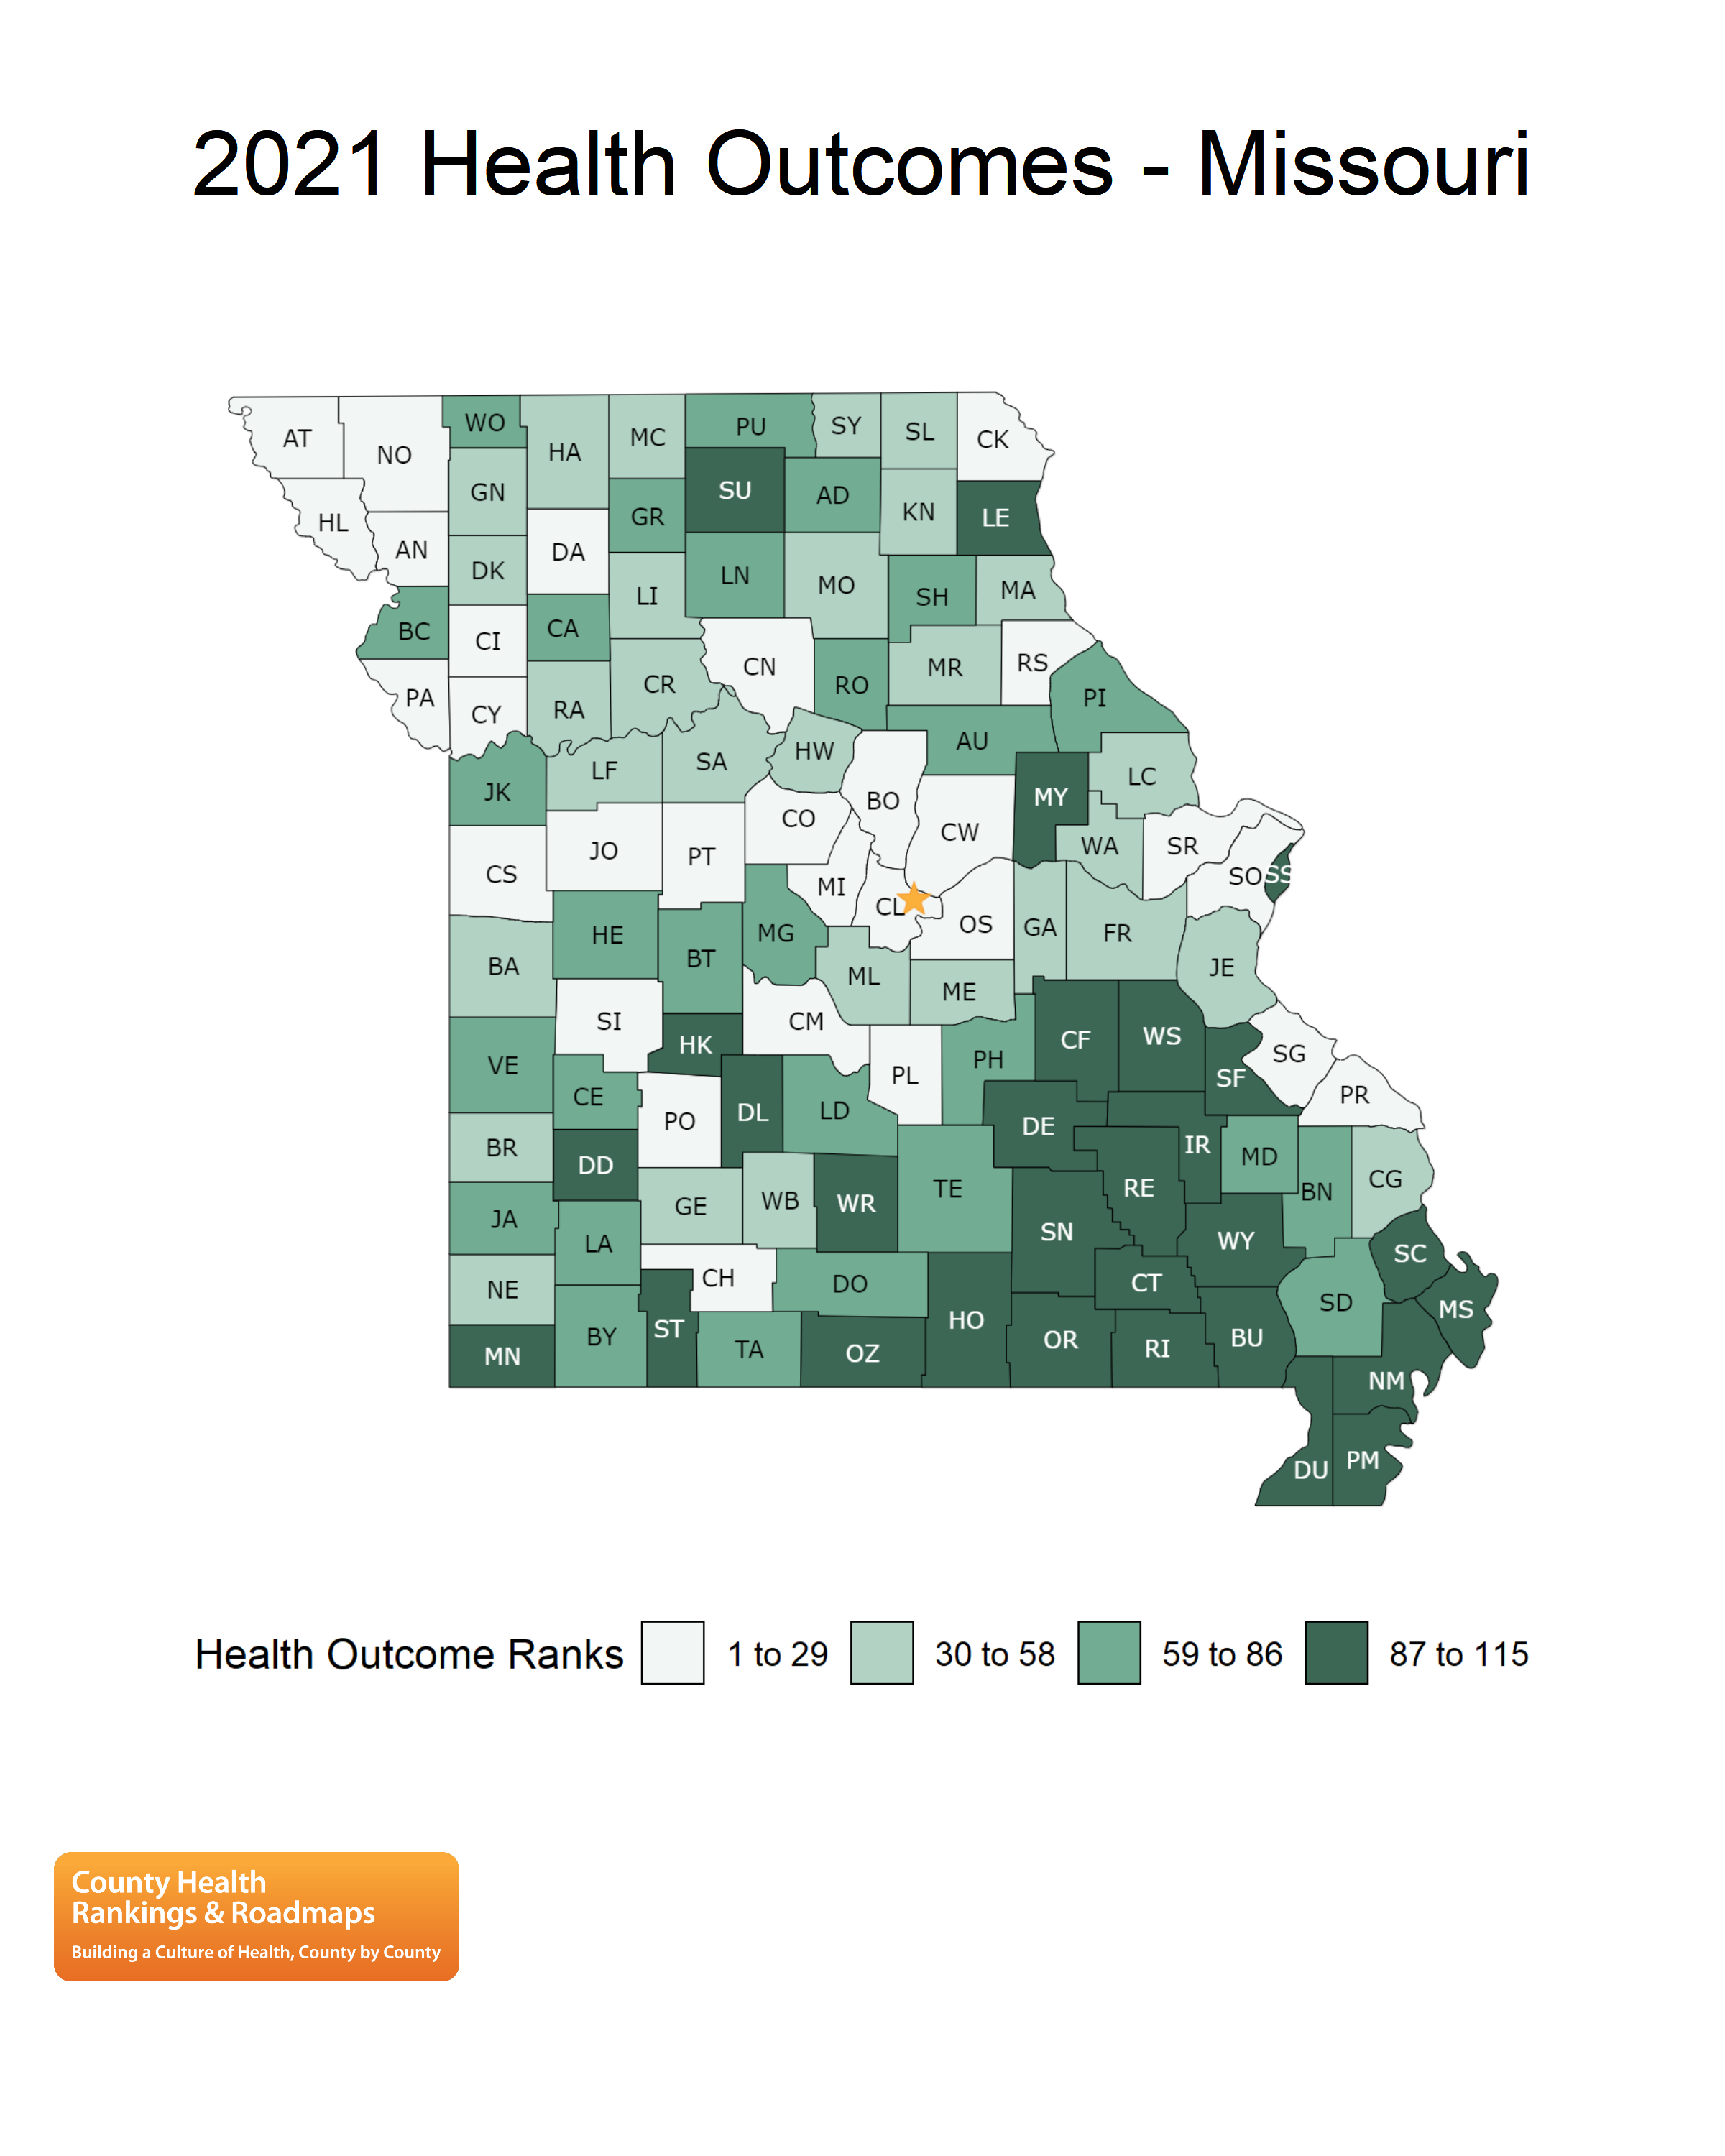 2021 Health Outcomes - Missouri
AT NO WO HA MC PU SY SL CK
HL AN GN DK DA GR SU AD KN LE
BC CI CA LI LN MO SH MA
PA CY RA CR CN RO MR RS PI
JK LF SA HW BO AU MY LC
CS JO PT CO MI CL CW OS WA SR SO SS
BA HE BT MG ML ME GA FR JE
VE SI HK CM PL PH CF WS SF SG PR
CE PO DL LD DE IR MD BN CG
BR DD GE WB WR TE RE
JA LA CH DO SN WY SC
NE BY ST TA OZ HO CT SD MS
MN OR RI BU NM
DU PM
Health Outcome Ranks 1 to 29 30 to 58 59 to 86 87 to 115
County Health
Rankings & Roadmaps
Building a Culture of Health, County by County